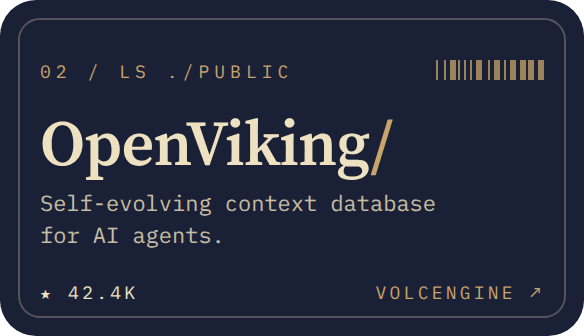 02 / LS ./PUBLIC
OpenViking/
Self-evolving context database
for AI agents.
★ 42.4K
VOLCENGINE ↗